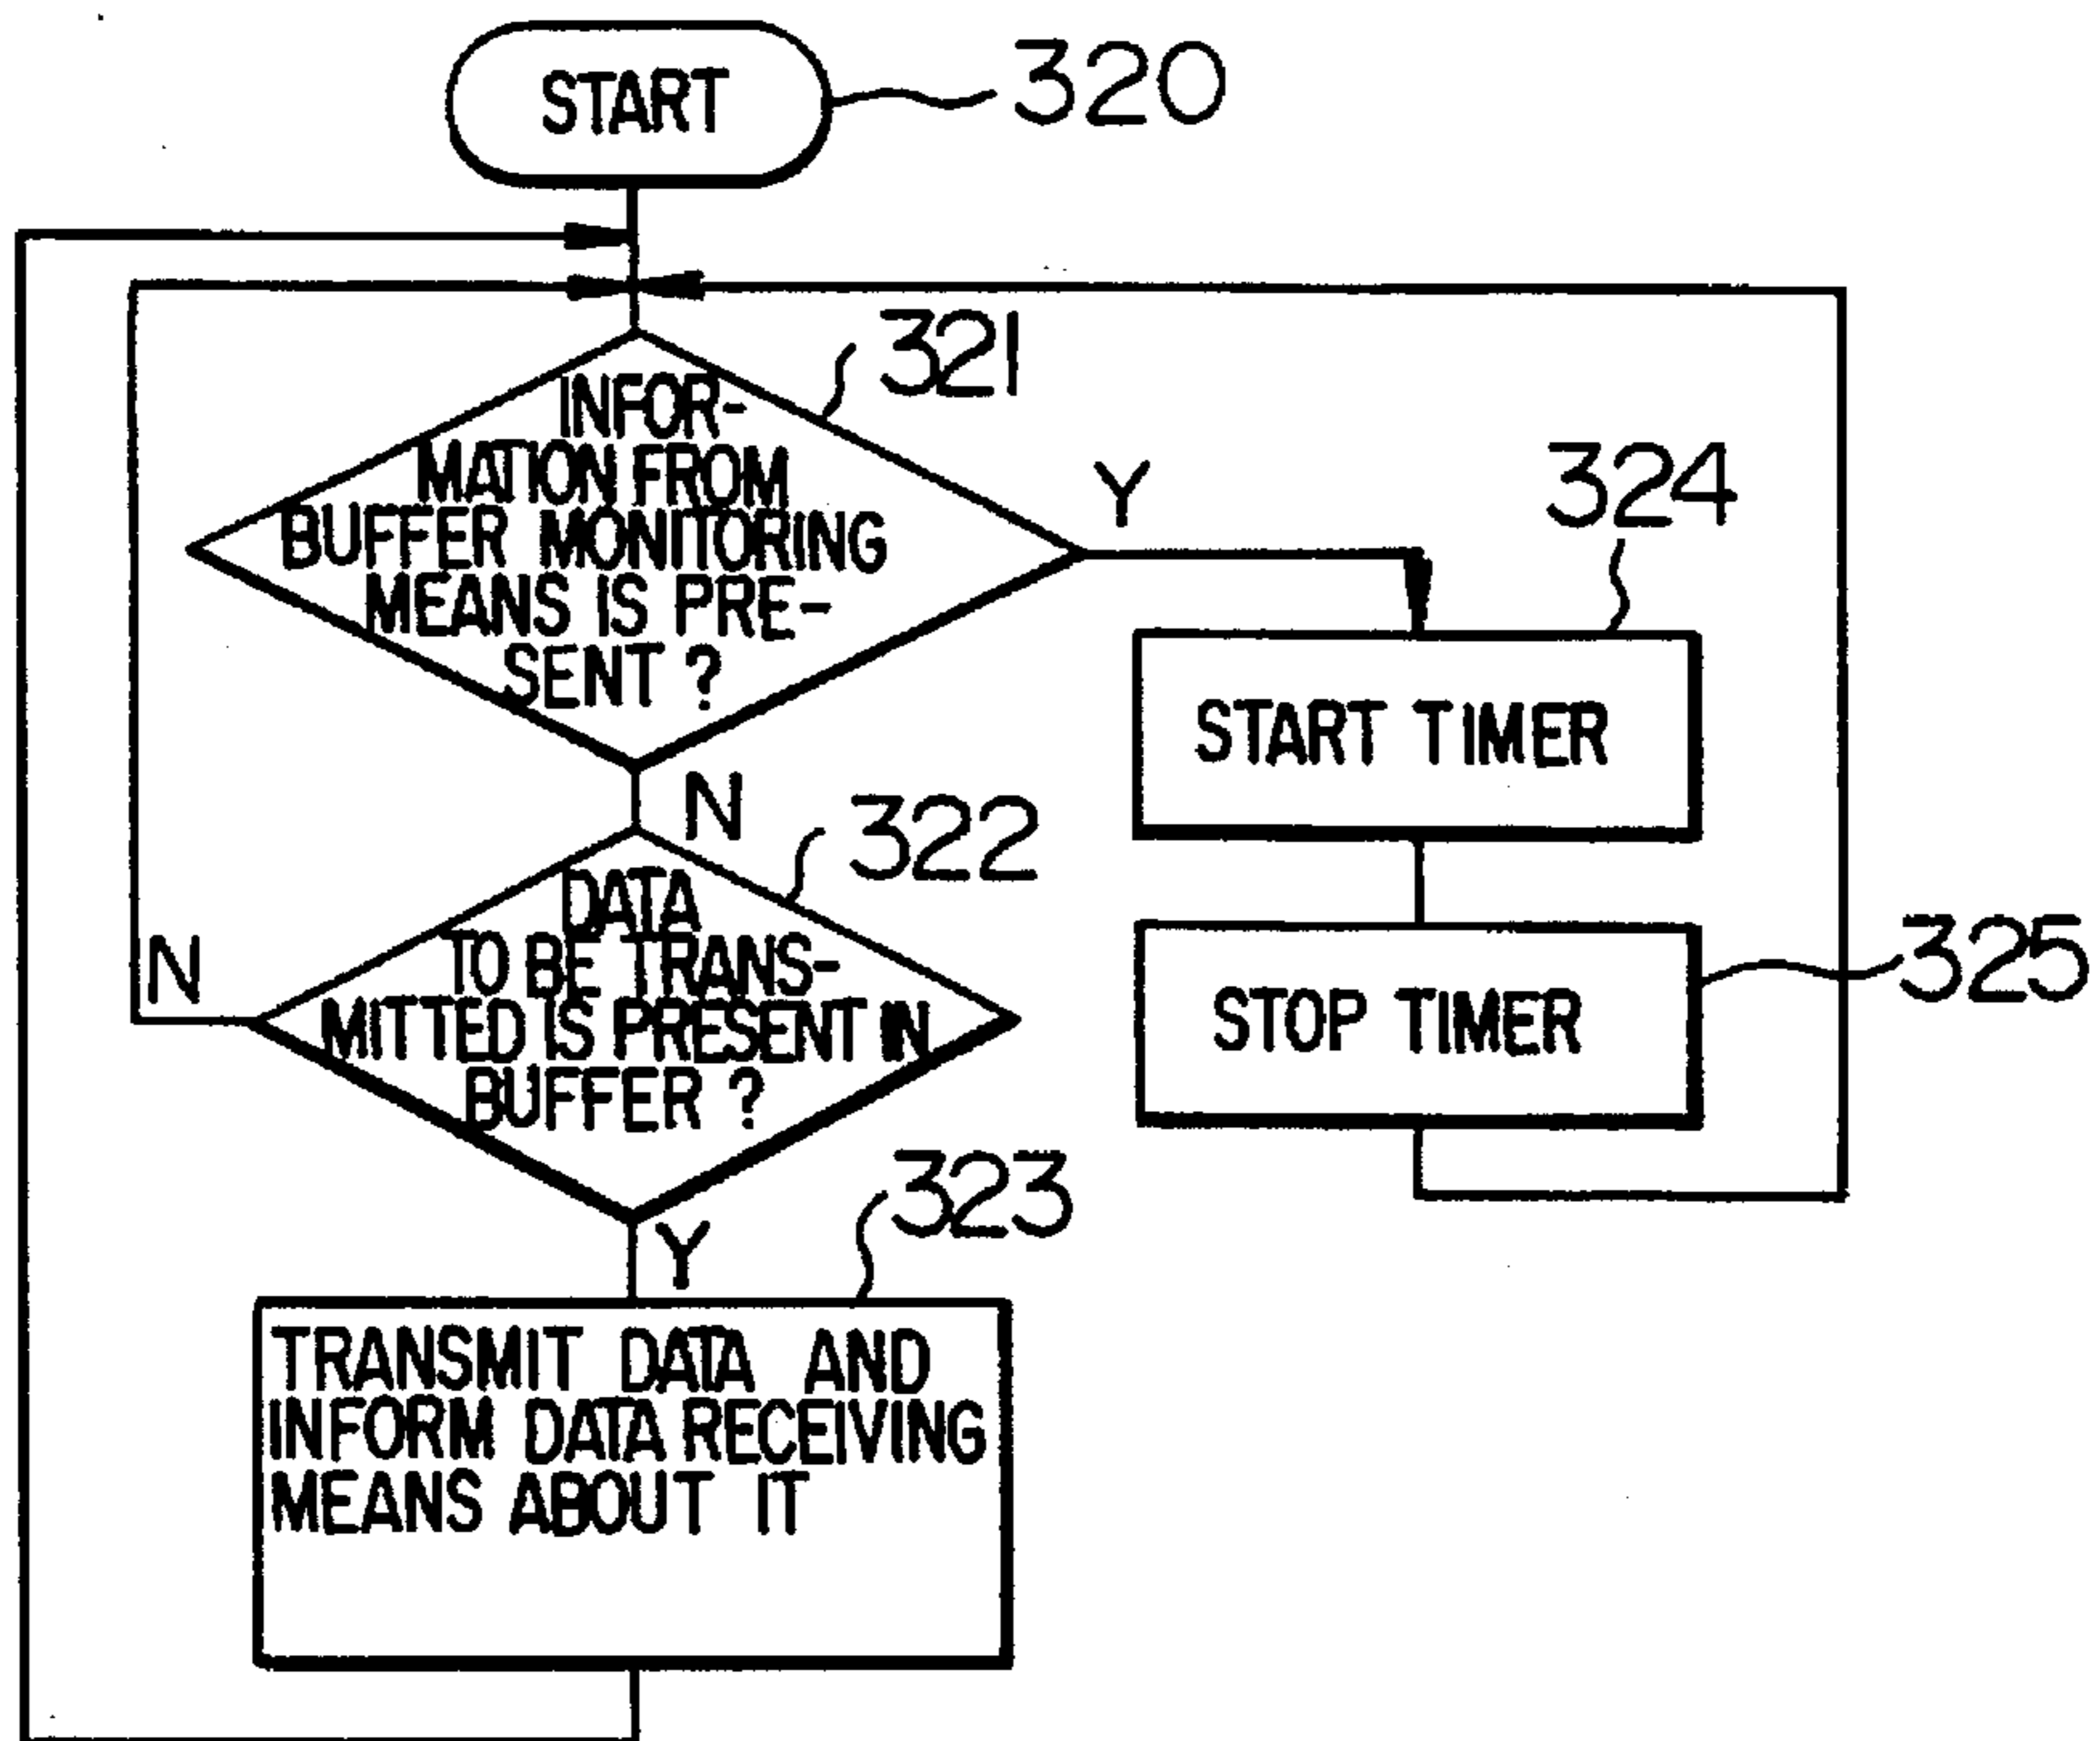 START
320
321
INFOR-
MATION FROM
BUFFER MONITORING
MEANS IS PRE-
SENT ?
Y
324
START TIMER
N
322
DATA
TO BE TRANS-
MITTED IS PRESENT IN
BUFFER ?
N
325
STOP TIMER
Y
323
TRANSMIT DATA AND
INFORM DATA RECEIVING
MEANS ABOUT IT